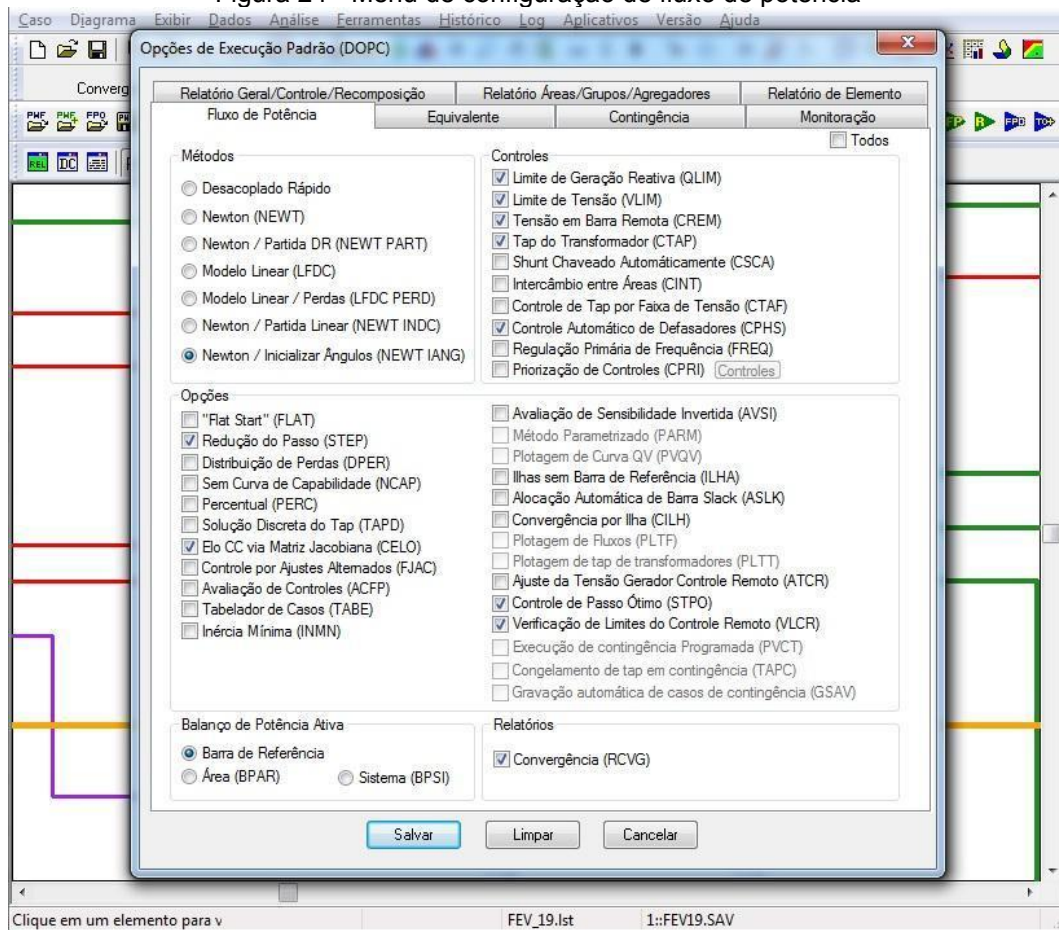 Figura 24 - Menu de configuração do fluxo de potência
Caso Diagrama Exibir Dados Análise Ferramentas Histórico Log Aplicativos Versão Ajuda
Opções de Execução Padrão (DOPC)
Converg
Relatório Geral/Controle/Recomposição Relatório Áreas/Grupos/Agregadores Relatório de Elemento
Fluxo de Potência Equivalente Contingência Monitoração
Todos
Métodos
Desacoplado Rápido
Newton (NEWT)
Newton / Partida DR (NEWT PART)
Modelo Linear (LFDC)
Modelo Linear / Perdas (LFDC PERD)
Newton / Partida Linear (NEWT INDC)
Newton / Inicializar Ângulos (NEWT IANG)
Controles
Limite de Geração Reativa (QLIM)
Limite de Tensão (VLIM)
Tensão em Barra Remota (CREM)
Tap do Transformador (CTAP)
Shunt Chaveado Automáticamente (CSCA)
Intercâmbio entre Áreas (CINT)
Controle de Tap por Faixa de Tensão (CTAF)
Controle Automático de Defasadores (CPHS)
Regulação Primária de Frequência (FREQ)
Priorização de Controles (CPRI) Controles
Opções
"Flat Start" (FLAT)
Redução do Passo (STEP)
Distribuição de Perdas (DPER)
Sem Curva de Capabilidade (NCAP)
Percentual (PERC)
Solução Discreta do Tap (TAPD)
Elo CC via Matriz Jacobiana (CELO)
Controle por Ajustes Alternados (FJAC)
Avaliação de Controles (ACFP)
Tabelador de Casos (TABE)
Inércia Mínima (INMN)
Avaliação de Sensibilidade Invertida (AVSI)
Método Parametrizado (PARM)
Plotagem de Curva QV (PVQV)
Ilhas sem Barra de Referência (ILHA)
Alocação Automática de Barra Slack (ASLK)
Convergência por Ilha (CILH)
Plotagem de Fluxos (PLTF)
Plotagem de tap de transformadores (PLTT)
Ajuste da Tensão Gerador Controle Remoto (ATCR)
Controle de Passo Ótimo (STPO)
Verificação de Limites do Controle Remoto (VLCR)
Execução de contingência Programada (PVCT)
Congelamento de tap em contingência (TAPC)
Gravação automática de casos de contingência (GSAV)
Balanço de Potência Ativa
Barra de Referência
Área (BPAR) Sistema (BPSI)
Relatórios
Convergência (RCVG)
Salvar Limpar Cancelar
REL DC
Clique em um elemento para v FEV_19.lst 1::FEV19.SAV